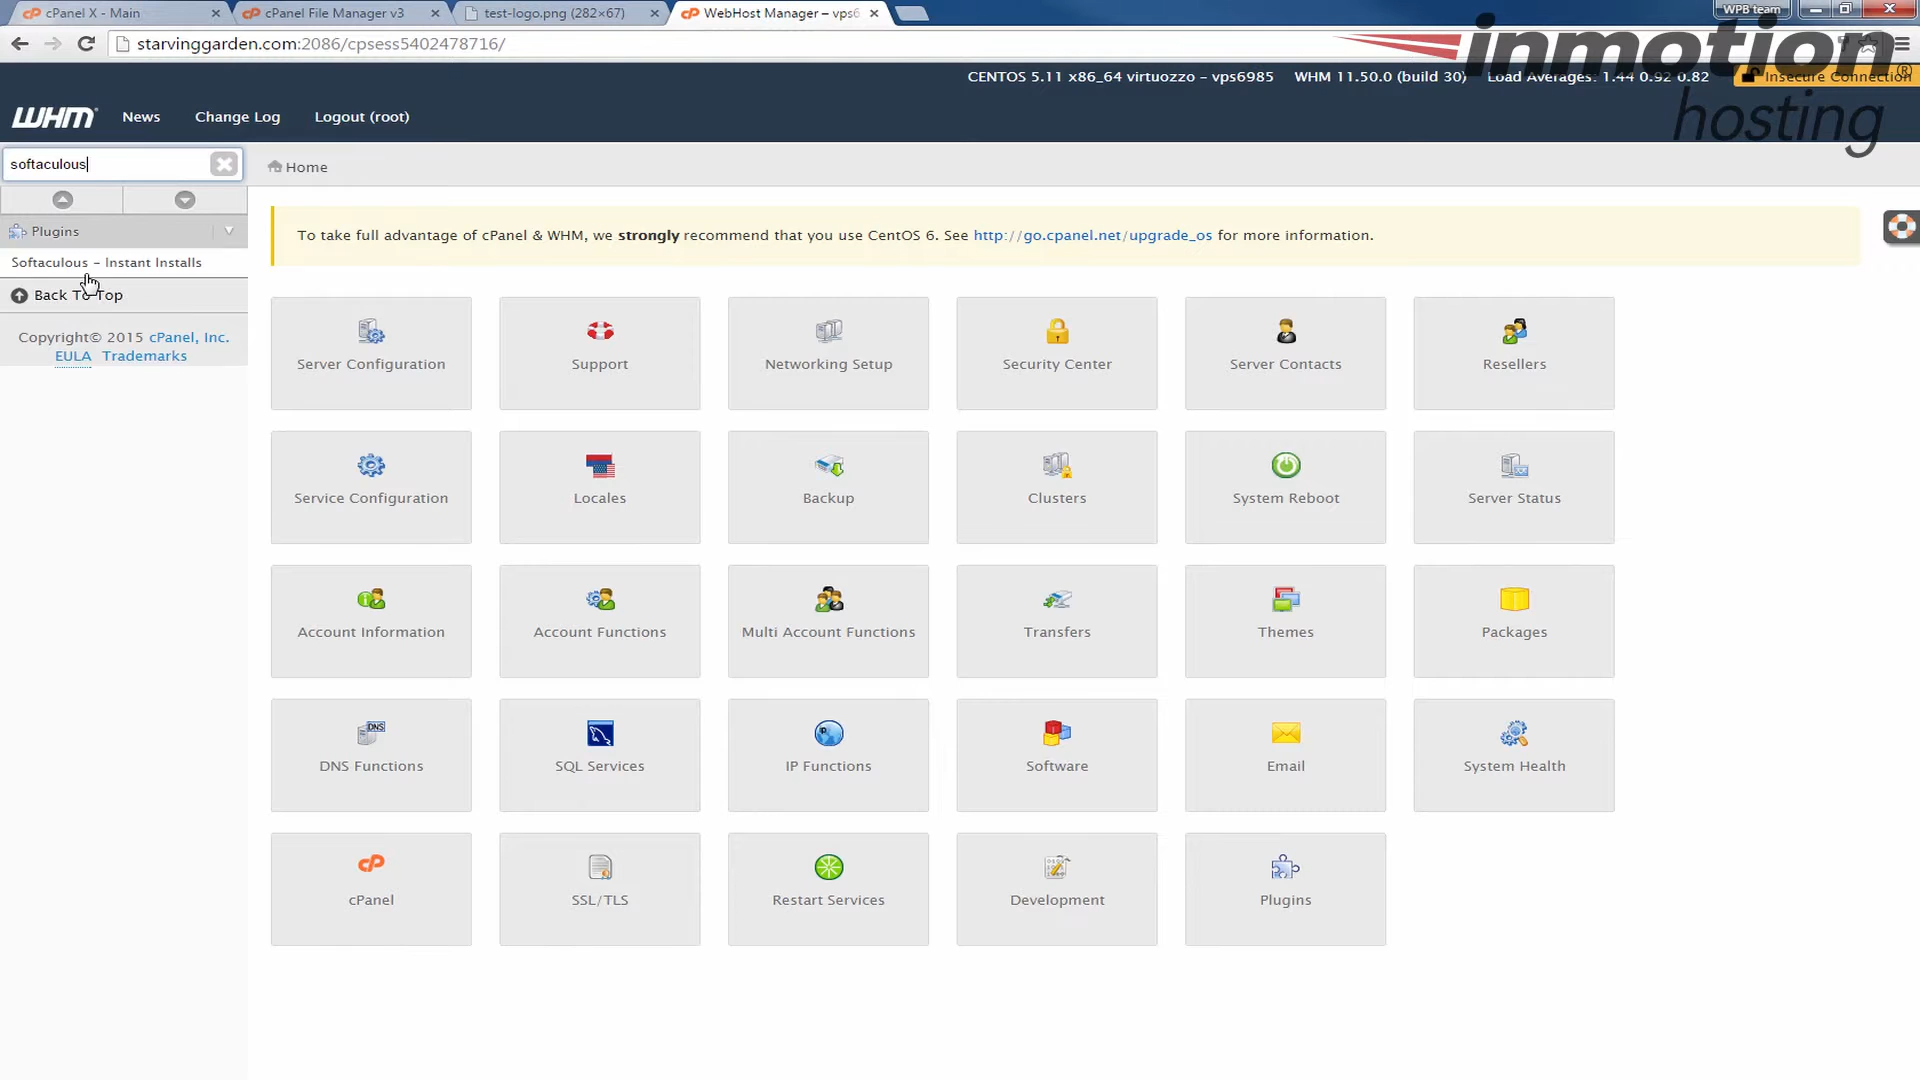 cPanel X - Main
cPanel File Manager v3
test-logo.png (282×67)
WebHost Manager – vps6
WPB team
starvinggarden.com:2086/cpsess5402478716/
inmotion
hosting
CENTOS 5.11 x86_64 virtuozzo – vps6985
WHM 11.50.0 (build 30)
Load Averages: 1.44 0.92 0.82
Insecure Connection
WHM
News
Change Log
Logout (root)
softaculous
Home
Plugins
Softaculous – Instant Installs
Back To Top
Copyright© 2015 cPanel, Inc.
EULA Trademarks
To take full advantage of cPanel & WHM, we strongly recommend that you use CentOS 6. See http://go.cpanel.net/upgrade_os for more information.
Server Configuration
Support
Networking Setup
Security Center
Server Contacts
Resellers
Service Configuration
Locales
Backup
Clusters
System Reboot
Server Status
Account Information
Account Functions
Multi Account Functions
Transfers
Themes
Packages
DNS
DNS Functions
SQL Services
IP Functions
Software
Email
System Health
cPanel
SSL/TLS
Restart Services
Development
Plugins